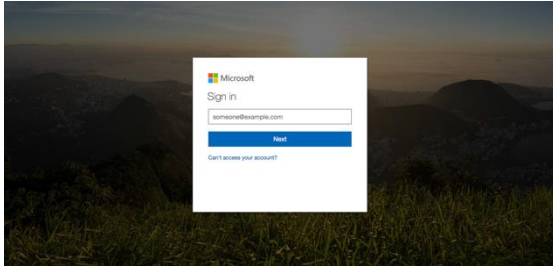 Microsoft
Sign in
someone@example.com
Next
Can't access your account?